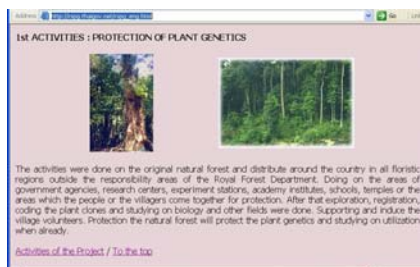 Address
Go
1st ACTIVITIES : PROTECTION OF PLANT GENETICS
The activities were done on the original natural forest and distribute around the country in all floristic
regions outside the responsibility areas of the Royal Forest Department. Doing on the areas of
government agencies, research centers, experiment stations, academy institutes, schools, temples or the
areas which the people or the villagers come together for protection. After that exploration, registration,
coding the plant clones and studying on biology and other fields were done. Supporting and induce the
village volunteers. Protection the natural forest will protect the plant genetics and studying on utilization
when already.
Activities of the Project / To the top